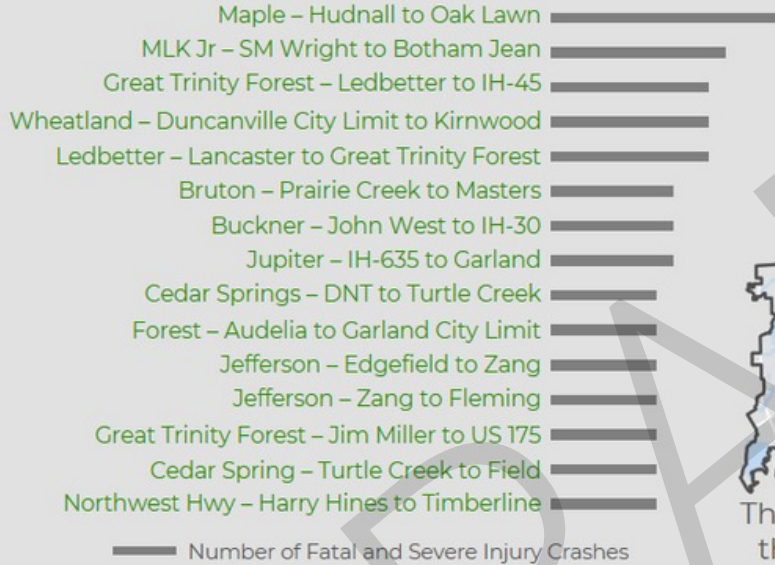 Maple – Hudnall to Oak Lawn
MLK Jr – SM Wright to Botham Jean
Great Trinity Forest – Ledbetter to IH-45
Wheatland – Duncanville City Limit to Kirnwood
Ledbetter – Lancaster to Great Trinity Forest
Bruton – Prairie Creek to Masters
Buckner – John West to IH-30
Jupiter – IH-635 to Garland
Cedar Springs – DNT to Turtle Creek
Forest – Audelia to Garland City Limit
Jefferson – Edgefield to Zang
Jefferson – Zang to Fleming
Great Trinity Forest – Jim Miller to US 175
Cedar Spring – Turtle Creek to Field
Northwest Hwy – Harry Hines to Timberline
Number of Fatal and Severe Injury Crashes